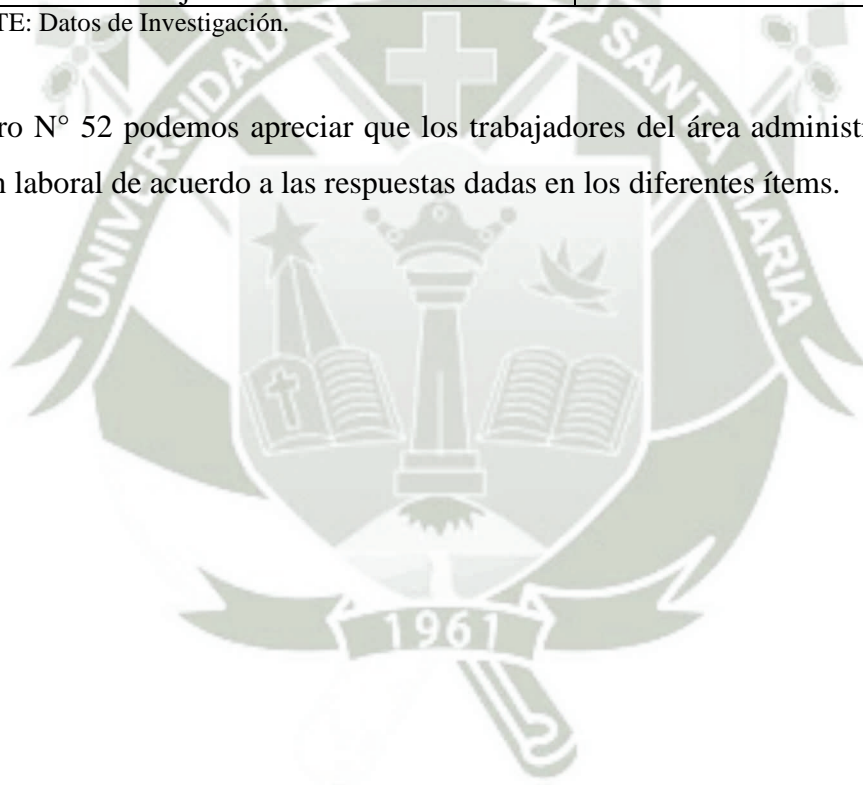 TE: Datos de Investigación.
ro N° 52 podemos apreciar que los trabajadores del área administr
n laboral de acuerdo a las respuestas dadas en los diferentes ítems.
UNIVERSIDAD SANTA MARIA
1961